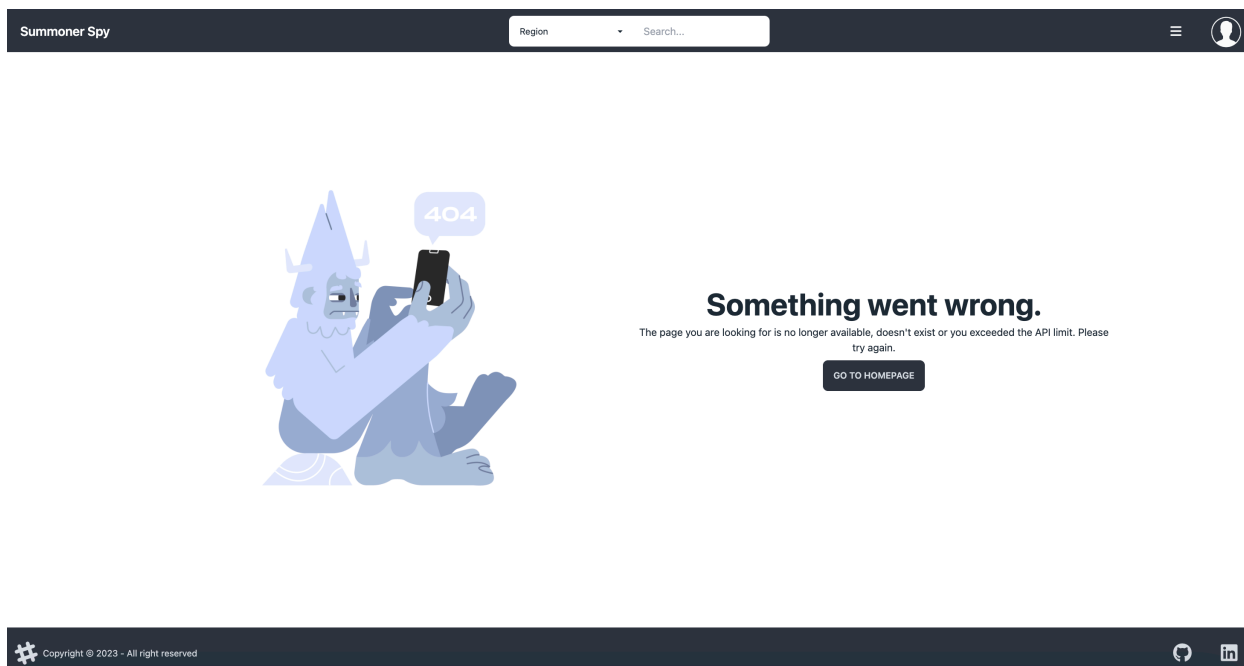 Summoner Spy
Region
Search...
404
Something went wrong.
The page you are looking for is no longer available, doesn't exist or you exceeded the API limit. Please
try again.
GO TO HOMEPAGE
Copyright © 2023 - All right reserved
in